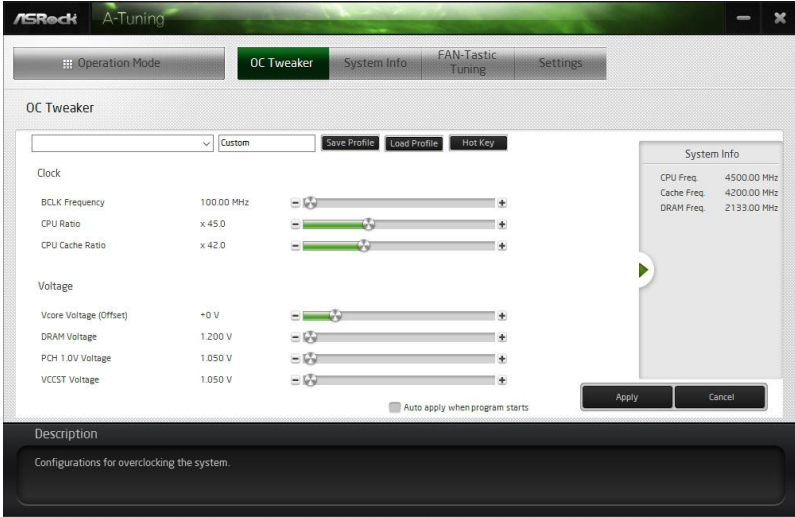 ASRock A-Tuning
Operation Mode
OC Tweaker
System Info
FAN-Tastic
Tuning
Settings
OC Tweaker
Custom
Save Profile
Load Profile
Hot Key
Clock
BCLK Frequency 100.00 MHz
CPU Ratio x 45.0
CPU Cache Ratio x 42.0
Voltage
Vcore Voltage (Offset) +0 V
DRAM Voltage 1.200 V
PCH 1.0V Voltage 1.050 V
VCCST Voltage 1.050 V
Auto apply when program starts
System Info
CPU Freq. 4500.00 MHz
Cache Freq. 4200.00 MHz
DRAM Freq. 2133.00 MHz
Apply
Cancel
Description
Configurations for overclocking the system.